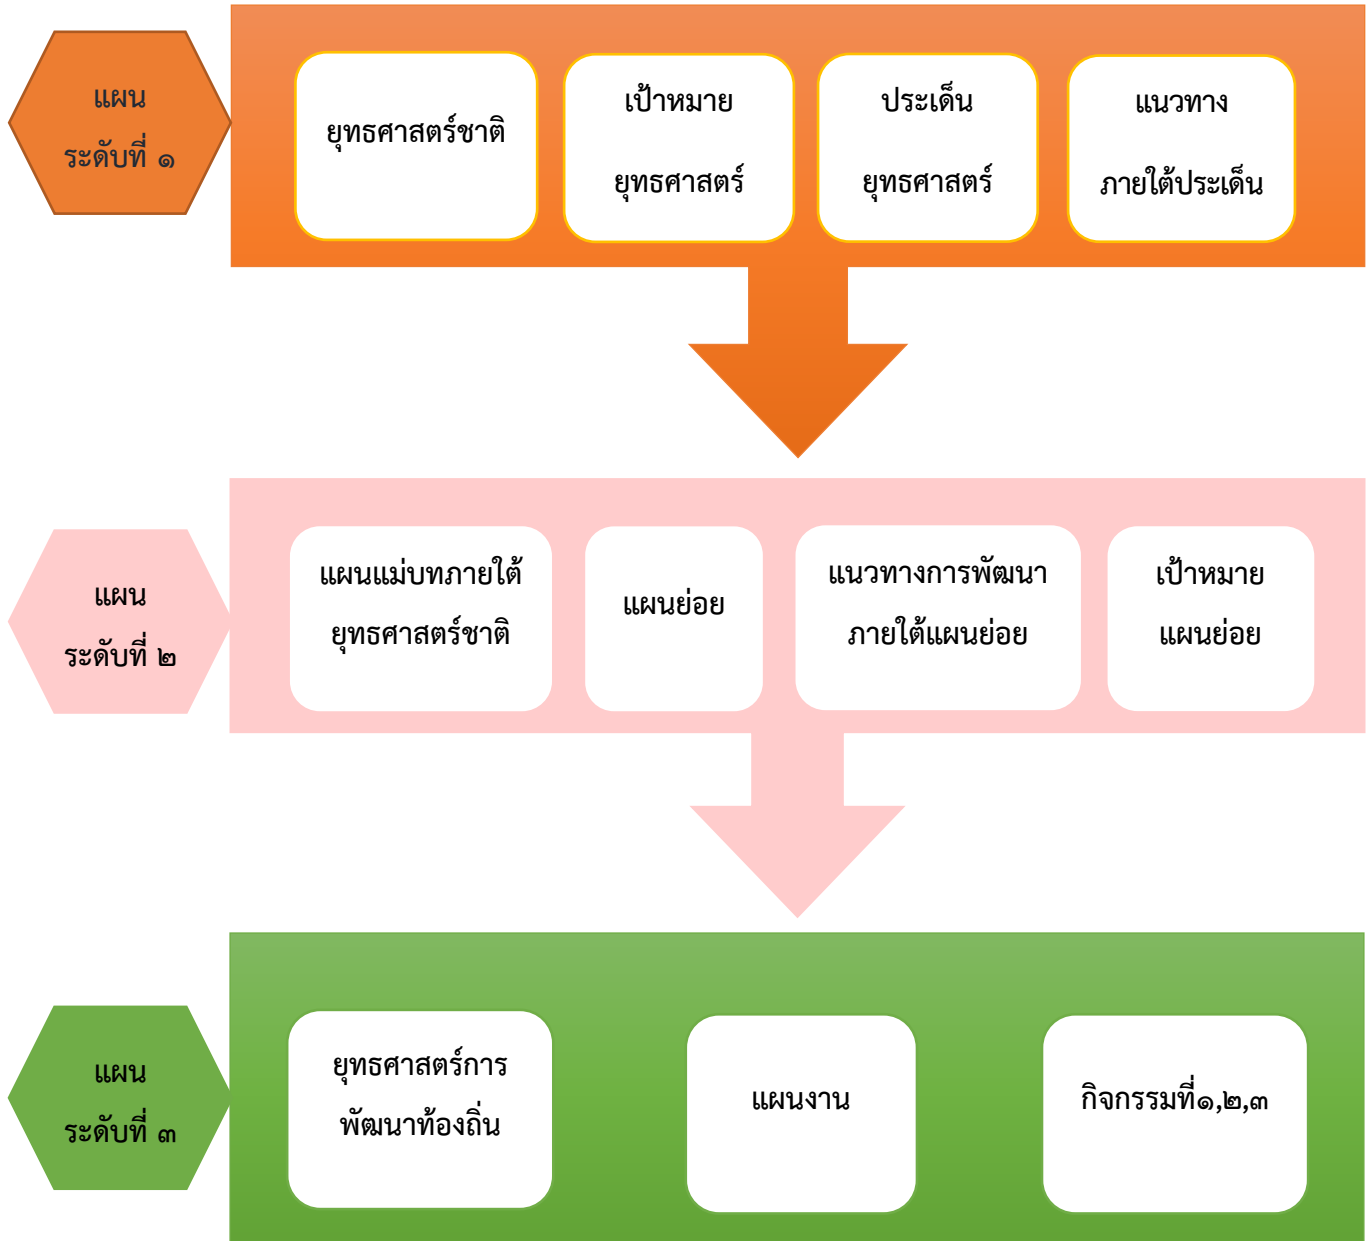 แผน
ระดับที่ ๑
ยุทธศาสตร์ชาติ
เป้าหมาย
ยุทธศาสตร์
ประเด็น
ยุทธศาสตร์
แนวทาง
ภายใต้ประเด็น
แผน
ระดับที่ ๒
แผนแม่บทภายใต้
ยุทธศาสตร์ชาติ
แผนย่อย
แนวทางการพัฒนา
ภายใต้แผนย่อย
เป้าหมาย
แผนย่อย
แผน
ระดับที่ ๓
ยุทธศาสตร์การ
พัฒนาท้องถิ่น
แผนงาน
กิจกรรมที่๑,๒,๓